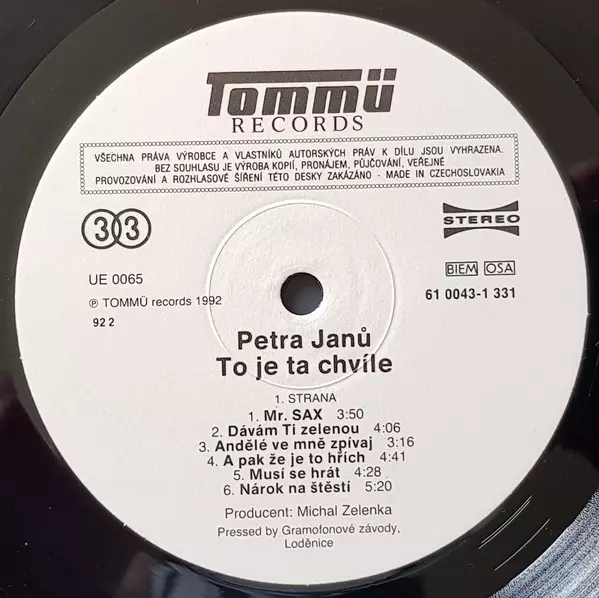 Tommü
RECORDS
VŠECHNA PRÁVA VÝROBCE A VLASTNÍKŮ AUTORSKÝCH PRÁV K DÍLU JSOU VYHRAZENA.
BEZ SOUHLASU JE VÝROBA KOPIÍ, PRONÁJEM, PŮJČOVÁNÍ, VEŘEJNÉ
PROVOZOVÁNÍ A ROZHLASOVÉ ŠÍŘENÍ TÉTO DESKY ZAKÁZÁNO · MADE IN CZECHOSLOVAKIA
33
STEREO
UE 0065
BIEM OSA
℗ TOMMÜ records 1992
61 0043-1 331
92 2
Petra Janů
To je ta chvíle
1. STRANA
1. Mr. SAX 3:50
2. Dávám Ti zelenou 4:06
3. Andělé ve mně zpívaj 3:16
4. A pak že je to hřích 4:41
5. Musí se hrát 4:28
6. Nárok na štěstí 5:20
Producent: Michal Zelenka
Pressed by Gramofonové závody,
Loděnice